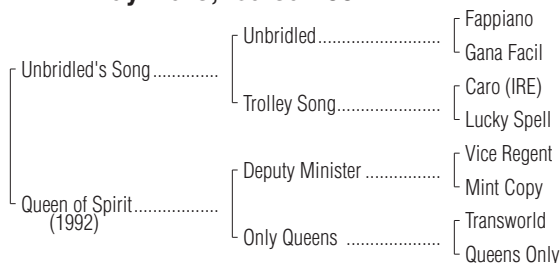 Fappiano
Unbridled
Gana Facil
Unbridled's Song
Caro (IRE)
Trolley Song
Lucky Spell
Vice Regent
Deputy Minister
Mint Copy
Queen of Spirit
(1992)
Transworld
Only Queens
Queens Only